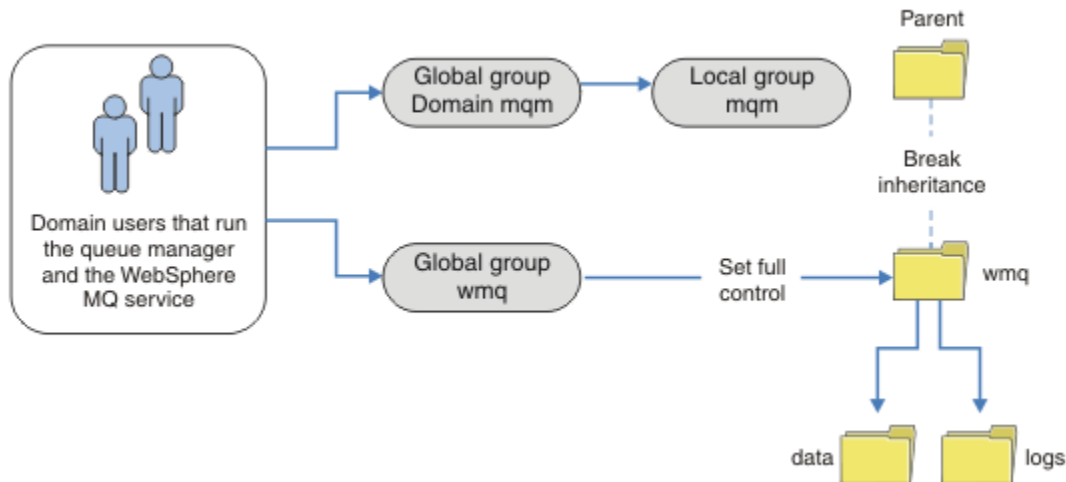 Parent
Global group
Domain mqm
Local group
mqm
Break
inheritance
Domain users that run
the queue manager
and the WebSphere
MQ service
Global group
wmq
Set full
control
wmq
data
logs